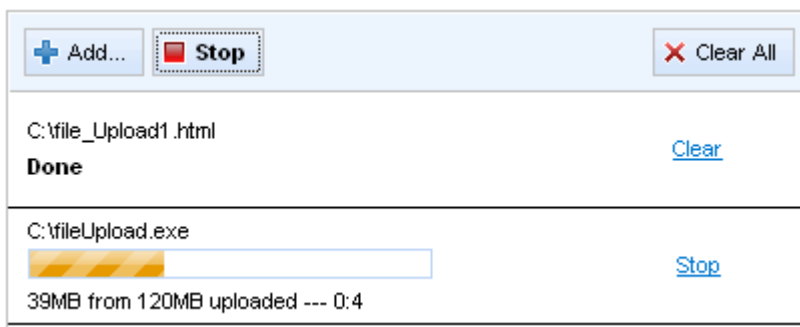 Add... Stop Clear All
C:\file_Upload1.html
Clear
Done
C:\fileUpload.exe
Stop
39MB from 120MB uploaded --- 0:4